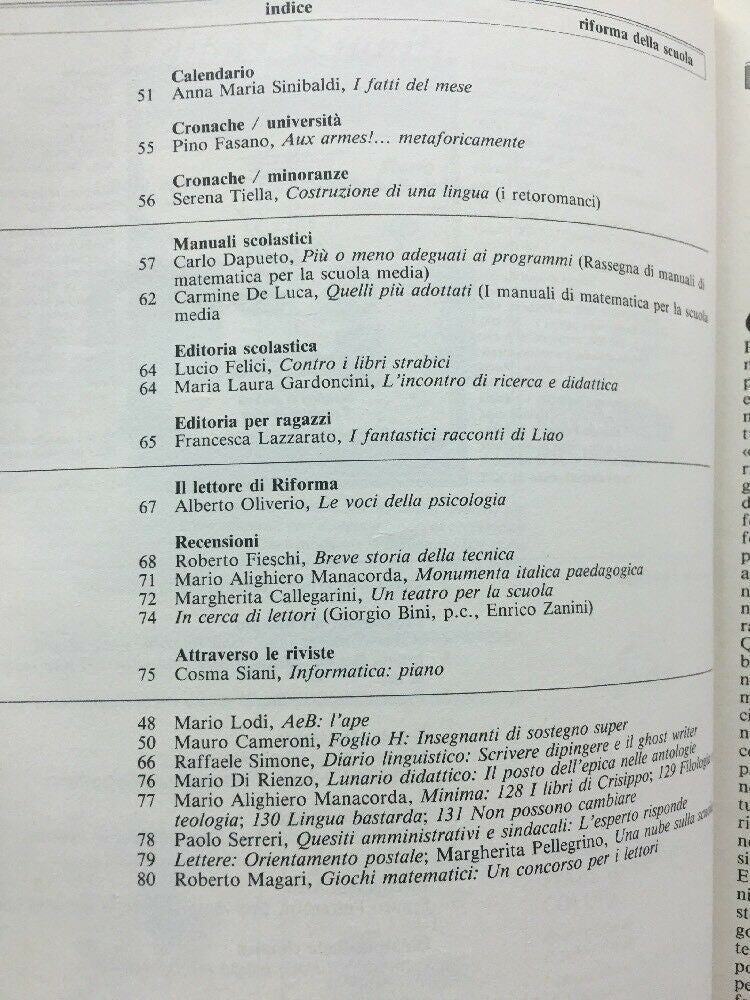 indice
riforma della scuola
Calendario
51 Anna Maria Sinibaldi, I fatti del mese
Cronache / università
55 Pino Fasano, Aux armes!... metaforicamente
Cronache / minoranze
56 Serena Tiella, Costruzione di una lingua (i retoromanci)
Manuali scolastici
57 Carlo Dapueto, Più o meno adeguati ai programmi (Rassegna di manuali di
matematica per la scuola media)
62 Carmine De Luca, Quelli più adottati (I manuali di matematica per la scuola
media
Editoria scolastica
64 Lucio Felici, Contro i libri strabici
64 Maria Laura Gardoncini, L'incontro di ricerca e didattica
Editoria per ragazzi
65 Francesca Lazzarato, I fantastici racconti di Liao
Il lettore di Riforma
67 Alberto Oliverio, Le voci della psicologia
Recensioni
68 Roberto Fieschi, Breve storia della tecnica
71 Mario Alighiero Manacorda, Monumenta italica paedagogica
72 Margherita Callegarini, Un teatro per la scuola
74 In cerca di lettori (Giorgio Bini, p.c., Enrico Zanini)
Attraverso le riviste
75 Cosma Siani, Informatica: piano
48 Mario Lodi, AeB: l'ape
50 Mauro Cameroni, Foglio H: Insegnanti di sostegno super
66 Raffaele Simone, Diario linguistico: Scrivere dipingere e il ghost writer
76 Mario Di Rienzo, Lunario didattico: Il posto dell'epica nelle antologie
77 Mario Alighiero Manacorda, Minima: 128 I libri di Crisippo; 129 Filologia
teologia; 130 Lingua bastarda; 131 Non possono cambiare
78 Paolo Serreri, Quesiti amministrativi e sindacali: L'esperto risponde
79 Lettere: Orientamento postale; Margherita Pellegrino, Una nube sulla
80 Roberto Magari, Giochi matematici: Un concorso per i lettori